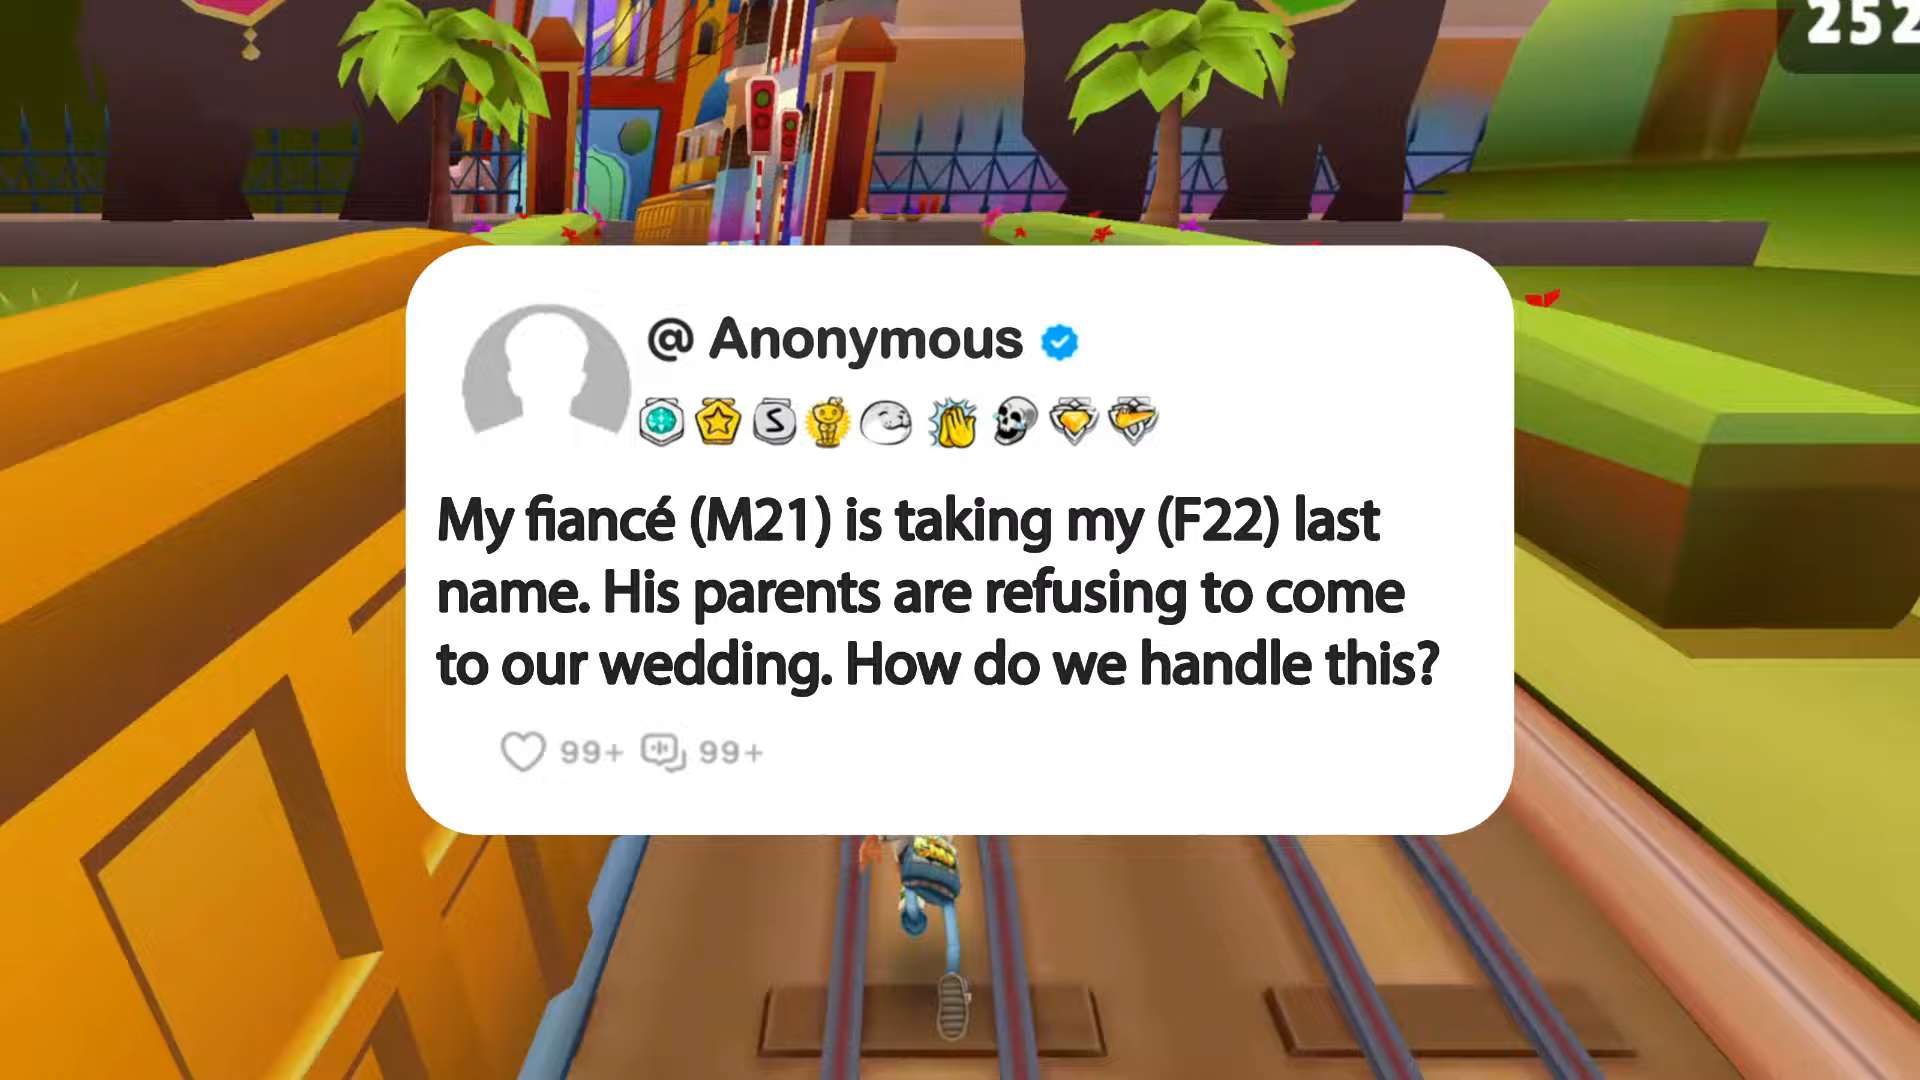 252
@ Anonymous
My fiancé (M21) is taking my (F22) last
name. His parents are refusing to come
to our wedding. How do we handle this?
99+ 99+